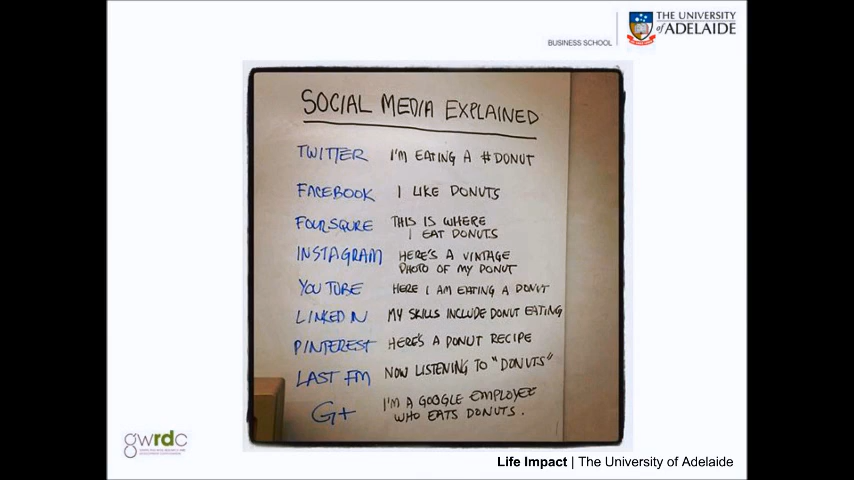 THE UNIVERSITY
of ADELAIDE
BUSINESS SCHOOL
SOCIAL MEDIA EXPLAINED
TWITTER I'M EATING A #DONUT
FACEBOOK I LIKE DONUTS
FOURSQURE THIS IS WHERE
I EAT DONUTS
INSTAGRAM HERE'S A VINTAGE
PHOTO OF MY DONUT
YOU TUBE HERE I AM EATING A DONUT
LINKED IN MY SKILLS INCLUDE DONUT EATING
PINTEREST HERE'S A DONUT RECIPE
LAST FM NOW LISTENING TO "DONUTS"
G+ I'M A GOOGLE EMPLOYEE
WHO EATS DONUTS.
gwrdc
Life Impact | The University of Adelaide